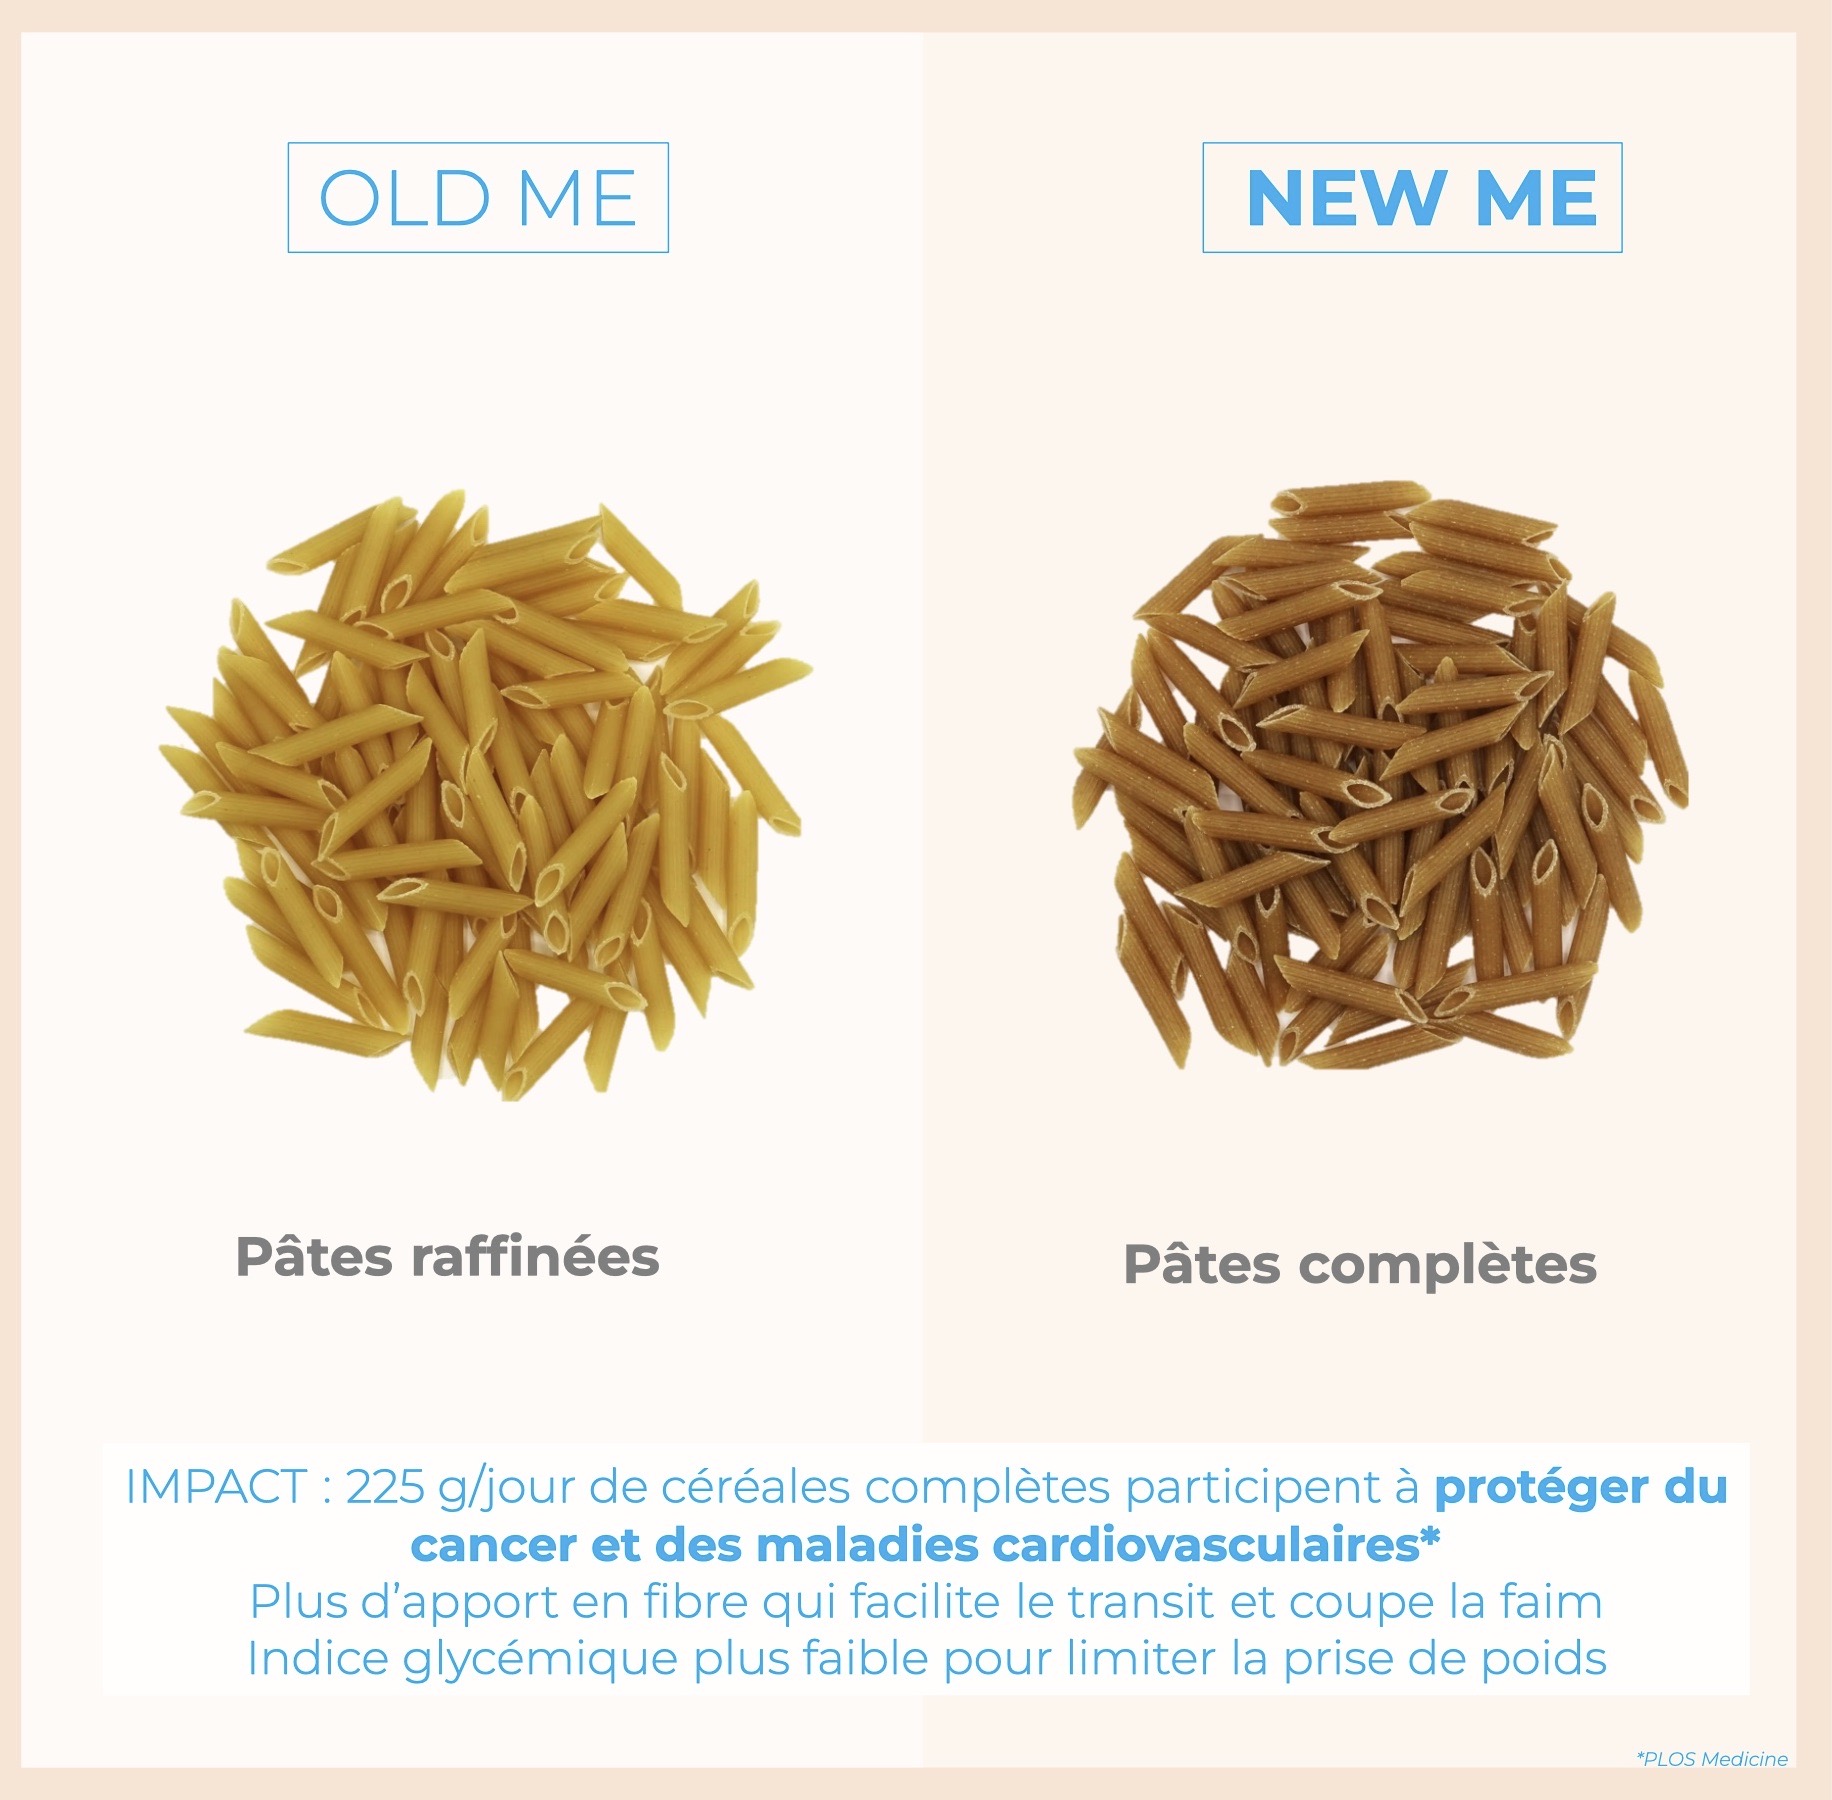 OLD ME
NEW ME
Pâtes raffinées
Pâtes complètes
IMPACT : 225 g/jour de céréales complètes participent à protéger du
cancer et des maladies cardiovasculaires*
Plus d’apport en fibre qui facilite le transit et coupe la faim
Indice glycémique plus faible pour limiter la prise de poids
*PLOS Medicine